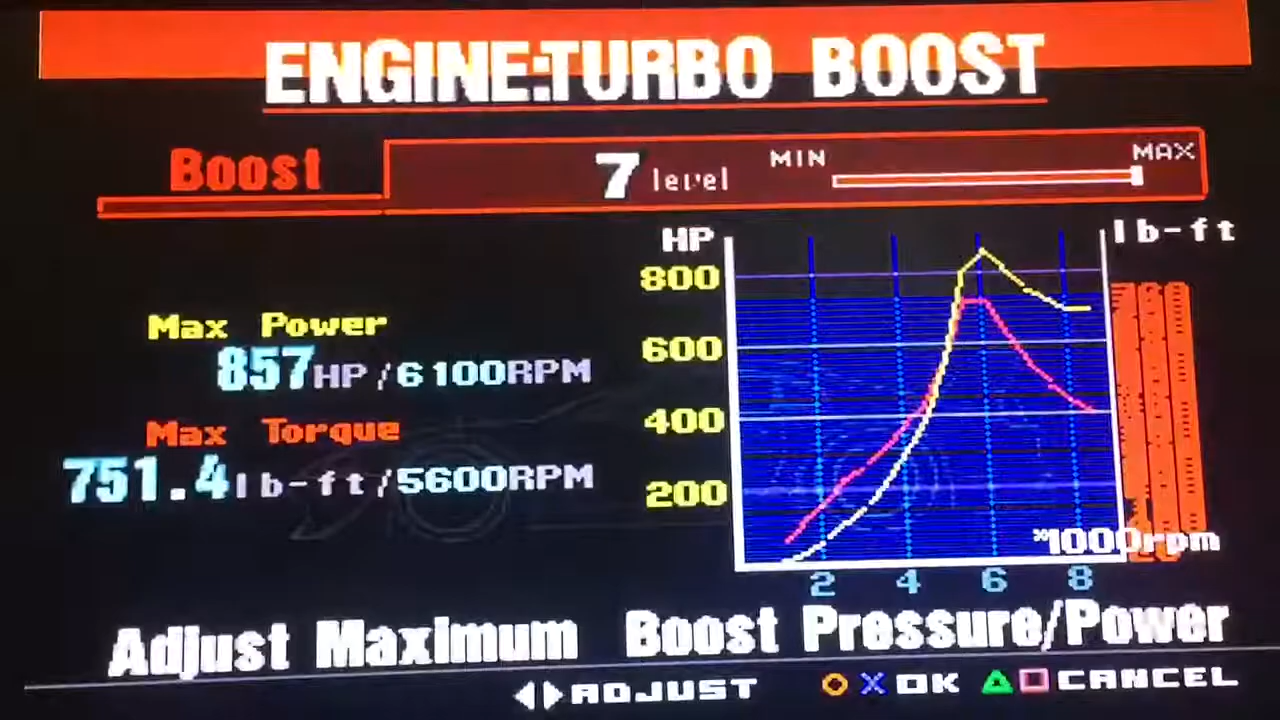 ENGINE:TURBO BOOST
Boost
7 level
MIN
MAX
HP
lb-ft
800
600
400
200
Max Power
857HP/6100RPM
Max Torque
751.4lb-ft/5600RPM
×1000rpm
2 4 6 8
Adjust Maximum Boost Pressure/Power
ADJUST
OK
CANCEL